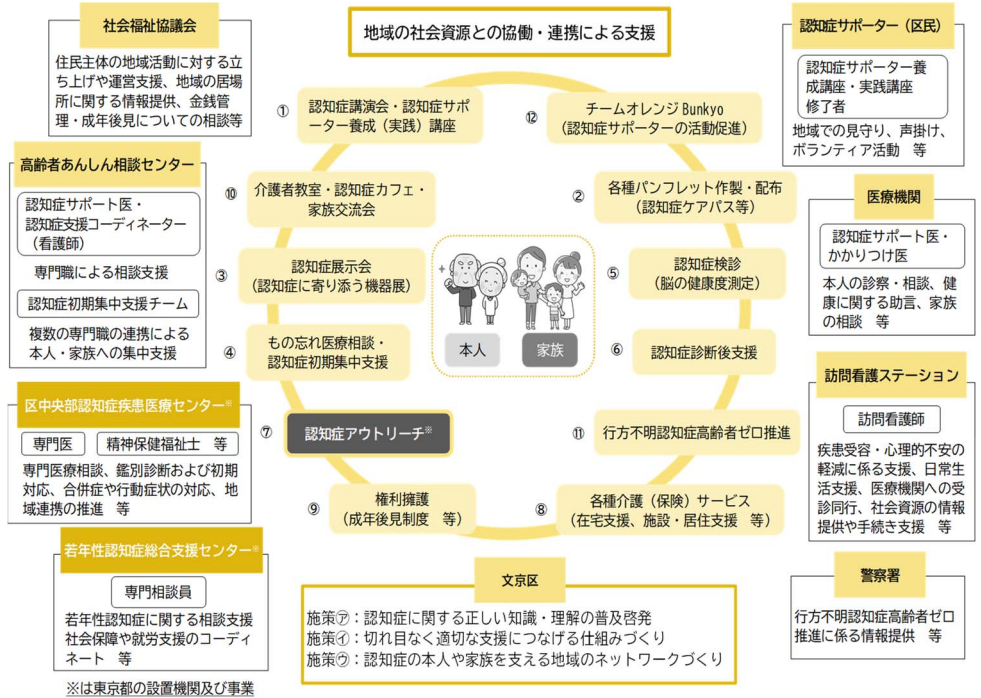 地域の社会資源との協働・連携による支援
社会福祉協議会
住民主体の地域活動に対する立
ち上げや運営支援、地域の居場
所に関する情報提供、金銭管
理・成年後見についての相談等
高齢者あんしん相談センター
認知症サポート医・
認知症支援コーディネーター
（看護師）
専門職による相談支援
認知症初期集中支援チーム
複数の専門職の連携による
本人・家族への集中支援
区中央部認知症疾患医療センター※
専門医
精神保健福祉士　等
専門医療相談、鑑別診断および初期
対応、合併症や行動症状の対応、地
域連携の推進　等
若年性認知症総合支援センター※
専門相談員
若年性認知症に関する相談支援
社会保障や就労支援のコーディ
ネート　等
※は東京都の設置機関及び事業
①
認知症講演会・認知症サポ
ーター養成（実践）講座
⑫
チームオレンジ Bunkyo
（認知症サポーターの活動促進）
⑩
介護者教室・認知症カフェ・
家族交流会
②
各種パンフレット作製・配布
（認知症ケアパス等）
③
認知症展示会
（認知症に寄り添う機器展）
⑤
認知症検診
（脳の健康度測定）
④
もの忘れ医療相談・
認知症初期集中支援
⑥
認知症診断後支援
⑦
認知症アウトリーチ※
⑪
行方不明認知症高齢者ゼロ推進
⑨
権利擁護
（成年後見制度　等）
⑧
各種介護（保険）サービス
（在宅支援、施設・居住支援　等）
本人
家族
文京区
施策㋐：認知症に関する正しい知識・理解の普及啓発
施策㋑：切れ目なく適切な支援につなげる仕組みづくり
施策㋒：認知症の本人や家族を支える地域のネットワークづくり
認知症サポーター（区民）
認知症サポーター養
成講座・実践講座
修了者
地域での見守り、声掛け、
ボランティア活動　等
医療機関
認知症サポート医・
かかりつけ医
本人の診察・相談、健
康に関する助言、家族
の相談　等
訪問看護ステーション
訪問看護師
疾患受容・心理的不安の
軽減に係る支援、日常生
活支援、医療機関への受
診同行、社会資源の情報
提供や手続き支援　等
警察署
行方不明認知症高齢者ゼロ
推進に係る情報提供　等